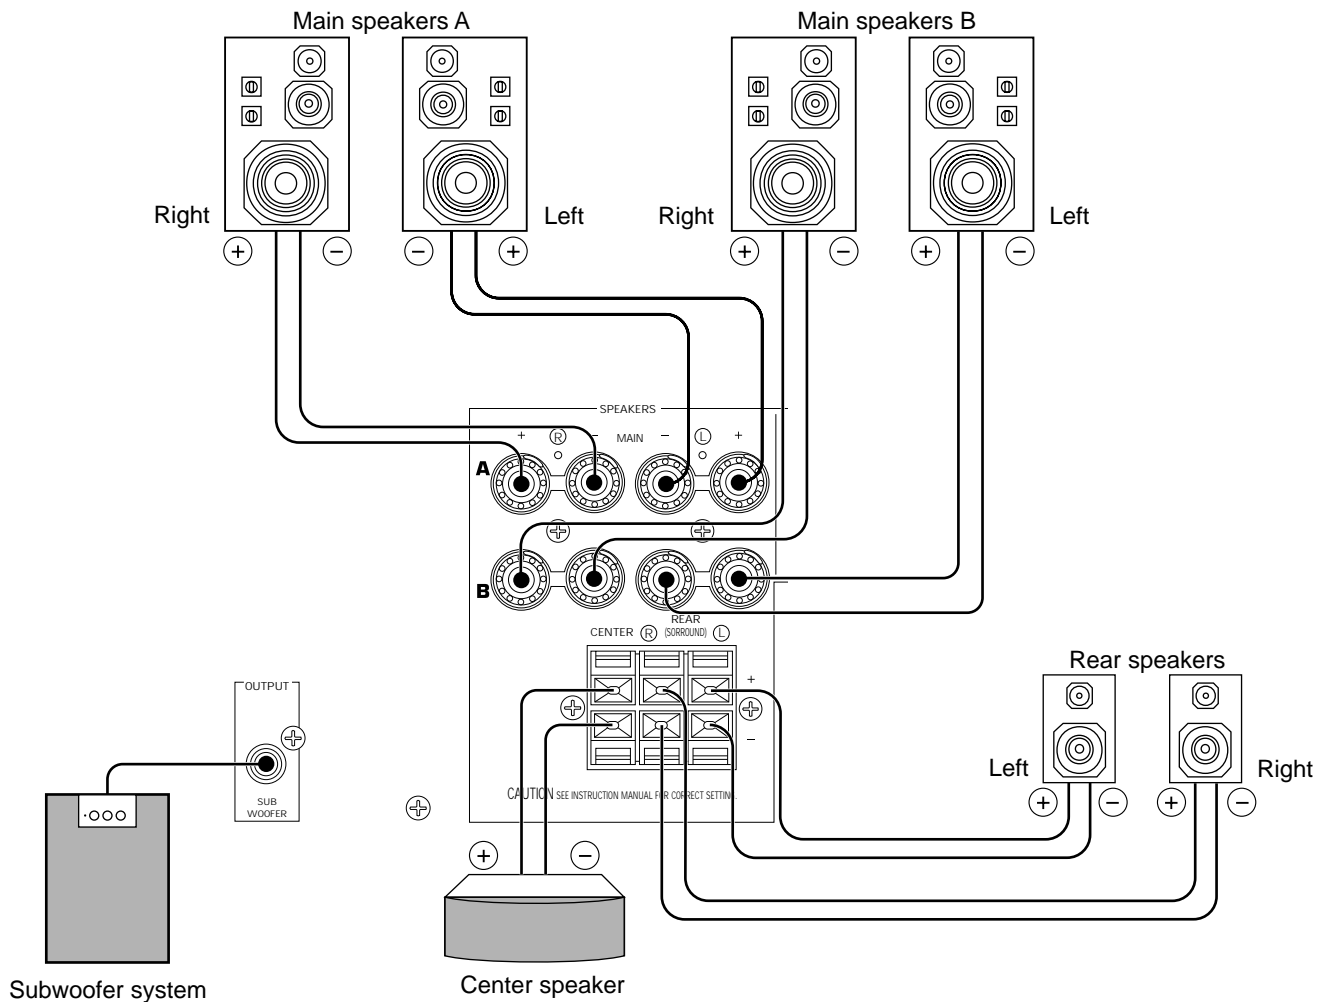 Main speakers A
Main speakers B
Right
Left
Right
Left
+ − − + + − + −
SPEAKERS
+ R − MAIN − L +
A
B
REAR
CENTER R (SORROUND) L
+
−
Rear speakers
Left
Right
+ − + −
OUTPUT
SUB
WOOFER
CAUTION SEE INSTRUCTION MANUAL FOR CORRECT SETTING.
+ −
Subwoofer system
Center speaker